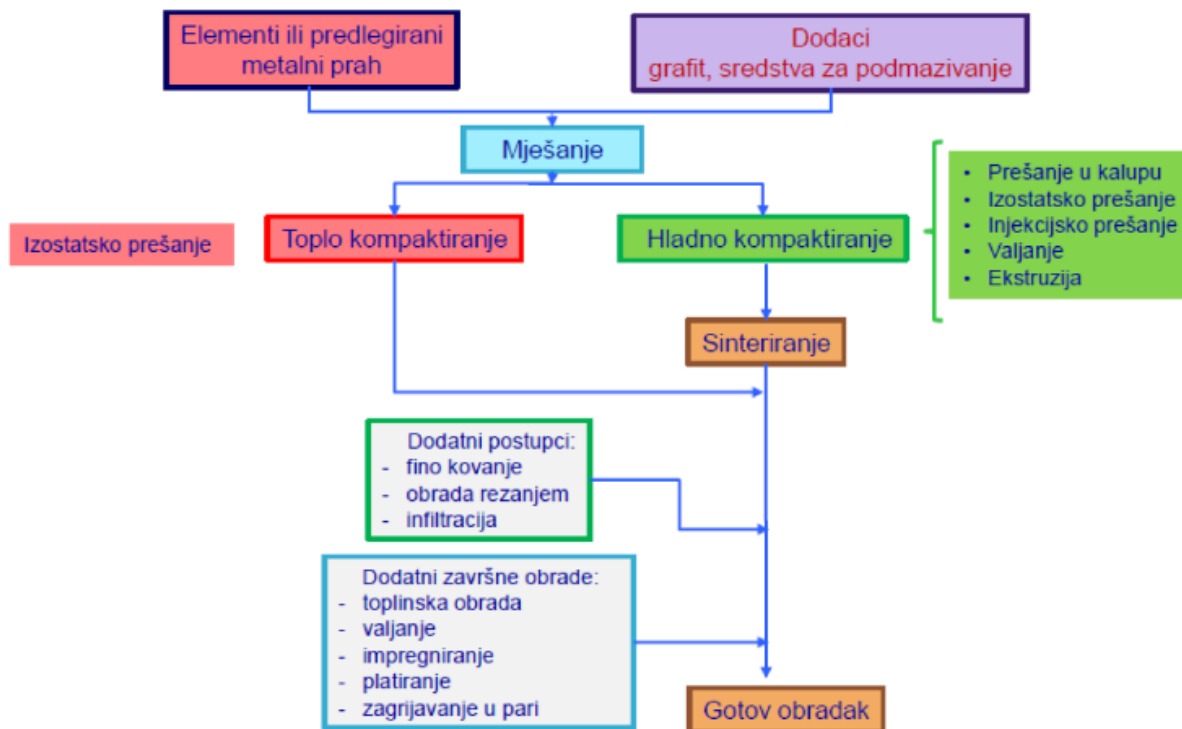 Elementi ili predlegirani
metalni prah
Dodaci
grafit, sredstva za podmazivanje
Mješanje
Izostatsko prešanje
Toplo kompaktiranje
Hladno kompaktiranje
• Prešanje u kalupu
• Izostatsko prešanje
• Injekcijsko prešanje
• Valjanje
• Ekstruzija
Sinteriranje
Dodatni postupci:
- fino kovanje
- obrada rezanjem
- infiltracija
Dodatni završne obrade:
- toplinska obrada
- valjanje
- impregniranje
- platiranje
- zagrijavanje u pari
Gotov obradak